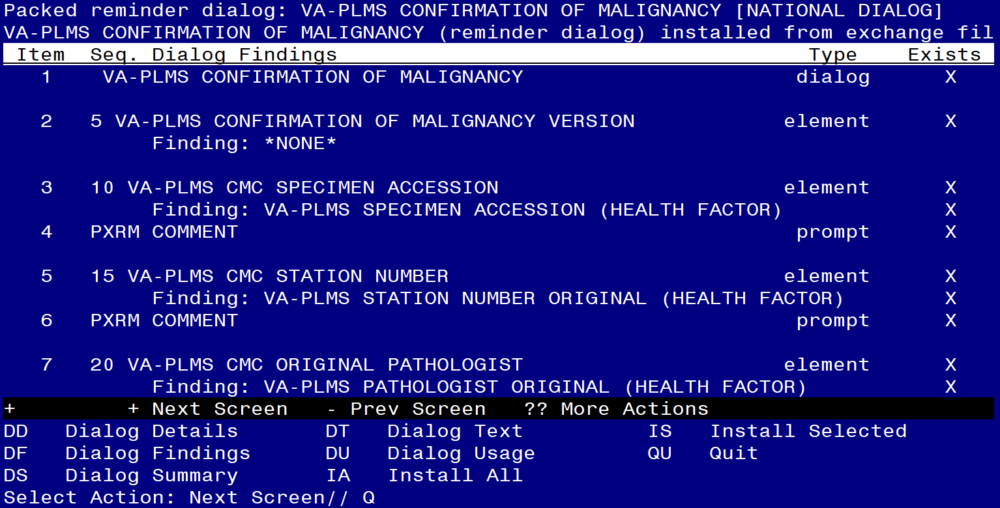 Packed reminder dialog: VA-PLMS CONFIRMATION OF MALIGNANCY [NATIONAL DIALOG]
VA-PLMS CONFIRMATION OF MALIGNANCY (reminder dialog) installed from exchange fil
Item  Seq. Dialog Findings  Type  Exists
1  VA-PLMS CONFIRMATION OF MALIGNANCY  dialog  X
2  5 VA-PLMS CONFIRMATION OF MALIGNANCY VERSION  element  X
Finding: *NONE*
3  10 VA-PLMS CMC SPECIMEN ACCESSION  element  X
Finding: VA-PLMS SPECIMEN ACCESSION (HEALTH FACTOR)  X
4  PXRM COMMENT  prompt  X
5  15 VA-PLMS CMC STATION NUMBER  element  X
Finding: VA-PLMS STATION NUMBER ORIGINAL (HEALTH FACTOR)  X
6  PXRM COMMENT  prompt  X
7  20 VA-PLMS CMC ORIGINAL PATHOLOGIST  element  X
Finding: VA-PLMS PATHOLOGIST ORIGINAL (HEALTH FACTOR)  X
+  + Next Screen  - Prev Screen  ?? More Actions
DD  Dialog Details  DT  Dialog Text  IS  Install Selected
DF  Dialog Findings  DU  Dialog Usage  QU  Quit
DS  Dialog Summary  IA  Install All
Select Action: Next Screen// Q